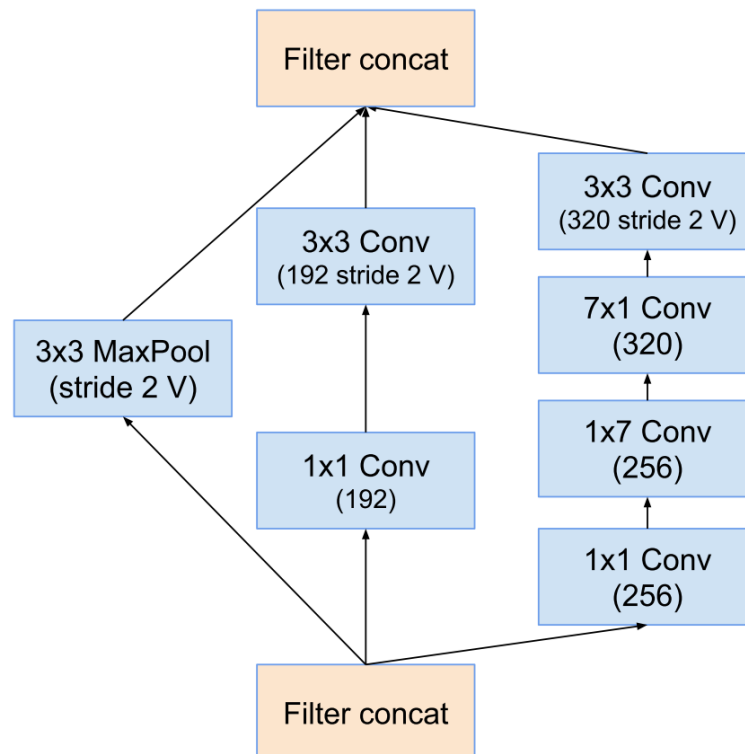 Filter concat
3x3 Conv
(320 stride 2 V)
3x3 Conv
(192 stride 2 V)
7x1 Conv
(320)
3x3 MaxPool
(stride 2 V)
1x7 Conv
(256)
1x1 Conv
(192)
1x1 Conv
(256)
Filter concat